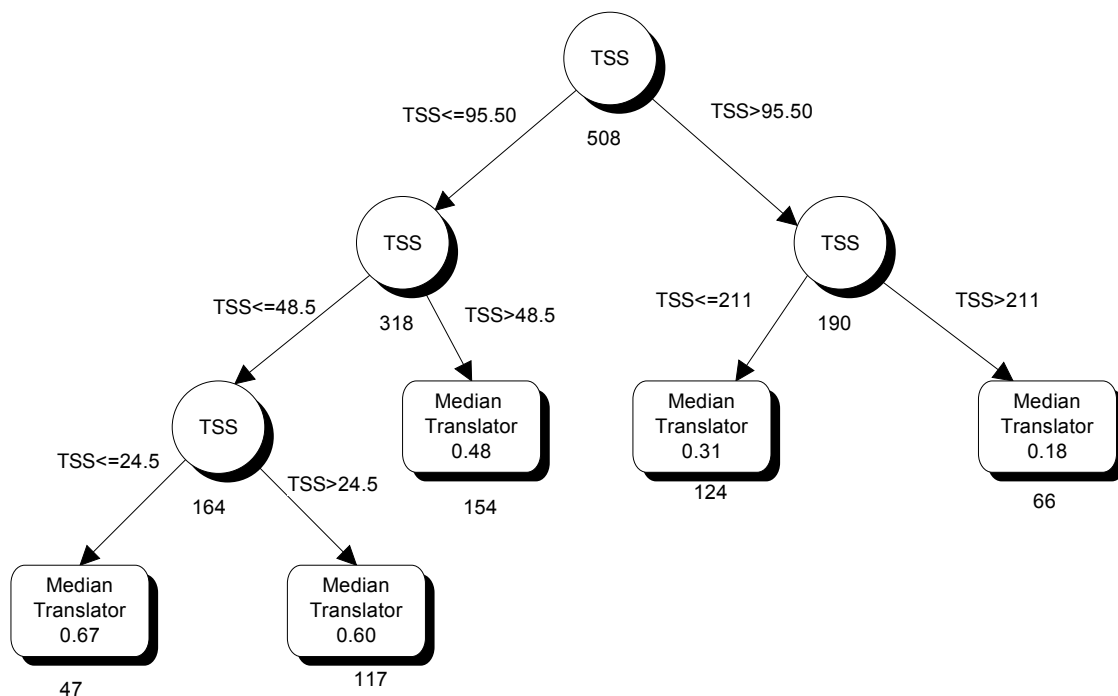 TSS
TSS<=95.50
TSS>95.50
508
TSS
TSS
TSS<=48.5
TSS>48.5
TSS<=211
TSS>211
318
190
TSS
Median
Translator
0.48
Median
Translator
0.31
Median
Translator
0.18
TSS<=24.5
TSS>24.5
164
154
124
66
Median
Translator
0.67
Median
Translator
0.60
47
117